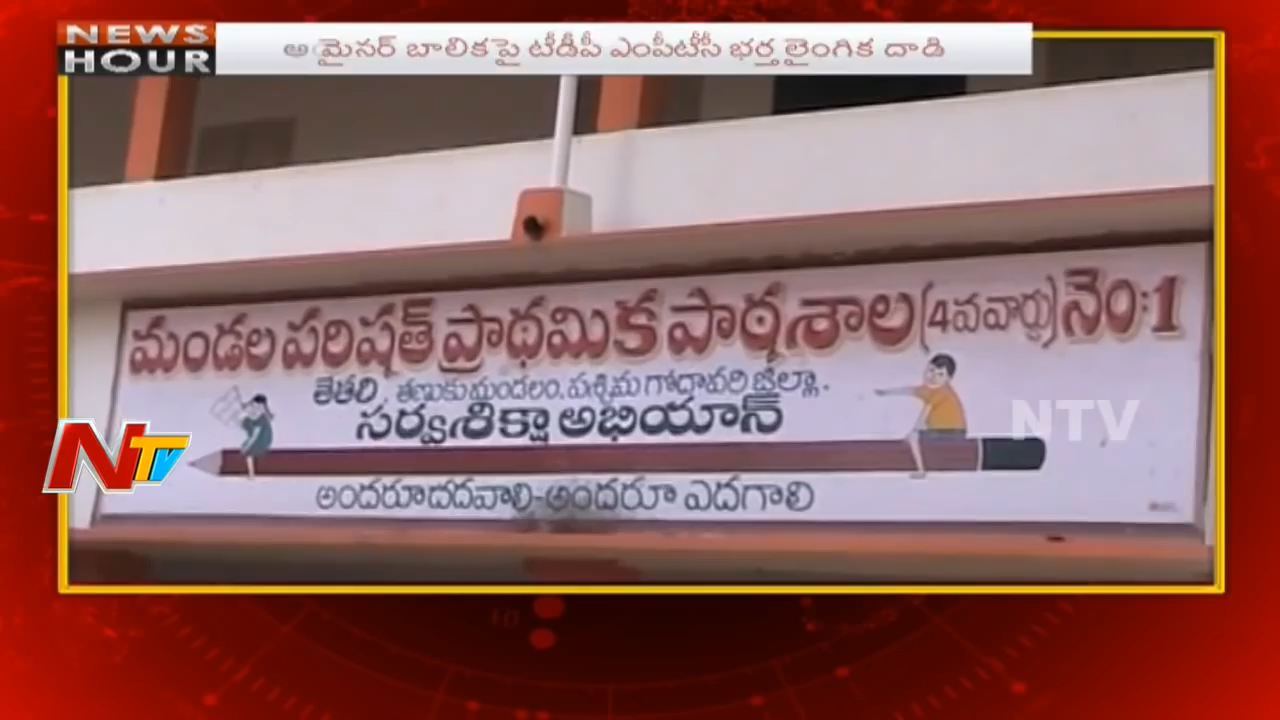 NEWS
HOUR
మైనర్ బాలికపై టీడీపీ ఎంపీటీసీ భర్త లైంగిక దాడి
మండల పరిషత్ ప్రాథమిక పాఠశాల (4వ వార్డు) నెం:1
తేతలి, తణుకు మండలం, పశ్చిమ గోదావరి జిల్లా.
సర్వశిక్షా అభియాన్
NTV
NTV
అందరూ చదవాలి-అందరూ ఎదగాలి